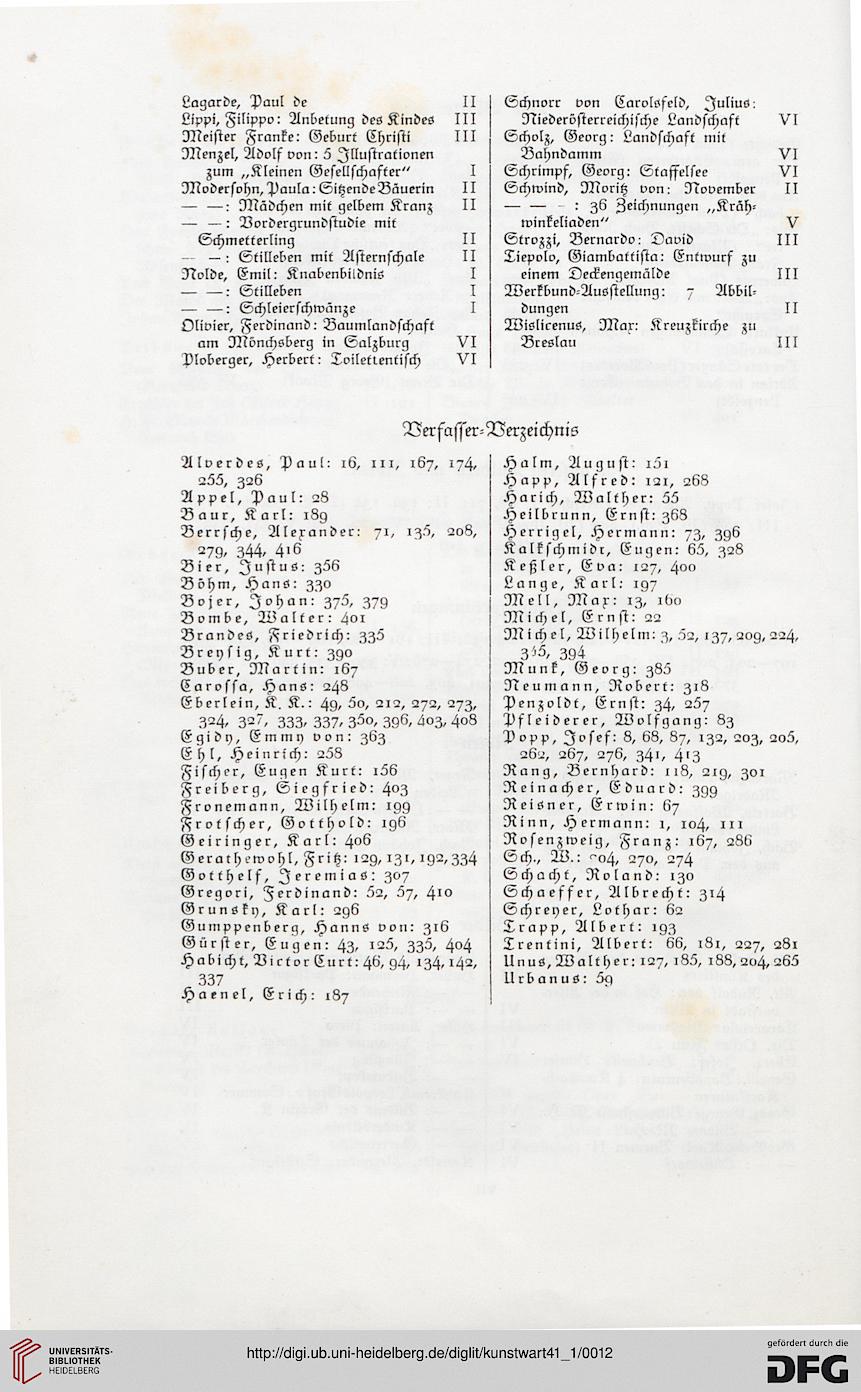 Lagarde, Paul de II
Lippi, Filippo: Anbetung des Kindes III
Meister Franke: Geburt Christi III
Menzel, Adolf von: 5 Illustrationen
zum „Kleinen Gesellschafter" I
Modersohn, Paula: Sitzende Bäuerin II
— —: Mädchen mit gelbem Kranz II
— —: Vordergrundstudie mit
Schmetterling II
— —: Stilleben mit Asternschale II
Nolde, Emil: Knabenbildnis I
— —: Stilleben I
— —: Schleierschwänze I
Olivier, Ferdinand: Baumlandschaft
am Mönchsberg in Salzburg VI
Ploberger, Herbert: Toilettentisch VI
Schnorr von Carolsfeld, Julius:
Niederösterreichische Landschaft VI
Scholz, Georg: Landschaft mit
Bahndamm VI
Schrimpf, Georg: Staffelsee VI
Schwind, Moritz von: November II
— — – : 36 Zeichnungen „Kräh-
winkeliaden" V
Strozzi, Bernardo: David III
Tiepolo, Giambattista: Entwurf zu
einem Deckengemälde III
Werkbund-Ausstellung: 7 Abbil-
dungen II
Wislicenus, Max: Kreuzkirche zu
Breslau III
Verfasser-Verzeichnis
Alverdes, Paul: 16, 111, 167, 174,
255, 326
Appel, Paul: 28
Baur, Karl: 189
Berrsche, Alexander: 71, 135, 208,
279, 344, 416
Bier, Justus: 356
Böhm, Hans: 330
Bojer, Johan: 375, 379
Bombe, Walter: 401
Brandes, Friedrich: 335
Breysig, Kurt: 390
Buber, Martin: 167
Carossa, Hans: 248
Eberlein, K. K.: 49, 50, 212, 272, 273,
324, 327, 333, 337, 350, 396, 403, 408
Egidy, Emmy von: 363
Ehl, Heinrich: 258
Fischer, Eugen Kurt: 156
Freiberg, Siegfried: 403
Fronemann, Wilhelm: 199
Frotscher, Gotthold: 196
Geiringer, Karl: 406
Gerathewohl, Fritz: 129, 131, 192, 334
Gotthelf, Jeremias: 307
Gregori, Ferdinand: 52, 57, 410
Grunsky, Karl: 296
Gumppenberg, Hanns von: 316
Gürster, Eugen: 43, 125, 335, 404
Habicht, Victor Curt: 46, 94, 134, 142,
337
Haenel, Erich: 187
Halm, August: 151
Happ, Alfred: 121, 268
Harich, Walther: 55
Heilbrunn, Ernst: 368
Herrigel, Hermann: 73, 396
Kalkschmidt, Eugen: 65, 328
Keßler, Eva: 127, 400
Lange, Karl: 197
Mell, Max: 13, 160
Michel, Ernst: 22
Michel, Wilhelm: 3, 52, 137, 209, 224,
394
Munk, Georg: 385
Neumann, Robert: 318
Penzoldt, Ernst: 34, 257
Pfleiderer, Wolfgang: 83
Popp, Josef: 8, 68, 87, 132, 203, 205,
262, 267, 276, 341, 413
Rang, Bernhard: 118, 219, 301
Reinacher, Eduard: 399
Reisner, Erwin: 67
Rinn, Hermann: 1, 104, 111
Rosenzweig, Franz: 167, 286
Sch., W.: 270, 274
Schacht, Roland: 130
Schaeffer, Albrecht: 314
Schreyer, Lothar: 62
Trapp, Albert: 193
Trentini, Albert: 66, 181, 227, 281
Unus, Walther: 127, 185, 188, 204, 265
Urbanus: 59
UNIVERSITÄTS-
BIBLIOTHEK
HEIDELBERG
http://digi.ub.uni-heidelberg.de/diglit/kunstwart41_1/0012
gefördert durch die
DFG